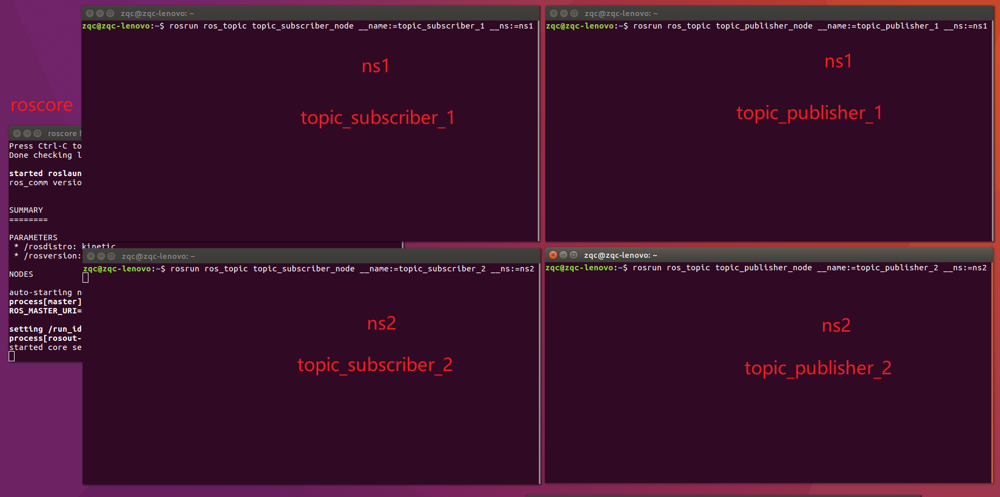 zqc@zqc-lenovo: ~
zqc@zqc-lenovo:~$ rosrun ros_topic topic_subscriber_node __name:=topic_subscriber_1 __ns:=ns1
ns1
topic_subscriber_1
zqc@zqc-lenovo: ~
zqc@zqc-lenovo:~$ rosrun ros_topic topic_publisher_node __name:=topic_publisher_1 __ns:=ns1
ns1
topic_publisher_1
roscore
roscore
Press Ctrl-C to
Done checking l
started roslaun
ros_comm versio
SUMMARY
========
PARAMETERS
* /rosdistro: kinetic
* /rosversion:
NODES
auto-starting n
process[master]
ROS_MASTER_URI=
setting /run_id
process[rosout-
started core se
zqc@zqc-lenovo: ~
zqc@zqc-lenovo:~$ rosrun ros_topic topic_subscriber_node __name:=topic_subscriber_2 __ns:=ns2
ns2
topic_subscriber_2
zqc@zqc-lenovo: ~
zqc@zqc-lenovo:~$ rosrun ros_topic topic_publisher_node __name:=topic_publisher_2 __ns:=ns2
ns2
topic_publisher_2